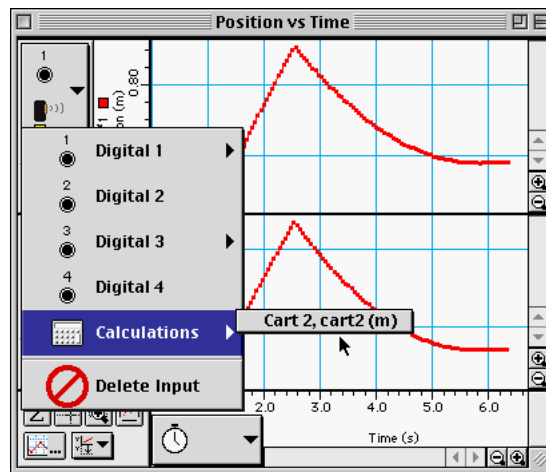 Position vs Time
1
0.80
(m)
1
Digital 1
2
Digital 2
3
Digital 3
4
Digital 4
Calculations
Cart 2, cart2 (m)
Delete Input
2.0 3.0 4.0 5.0 6.0
Time (s)